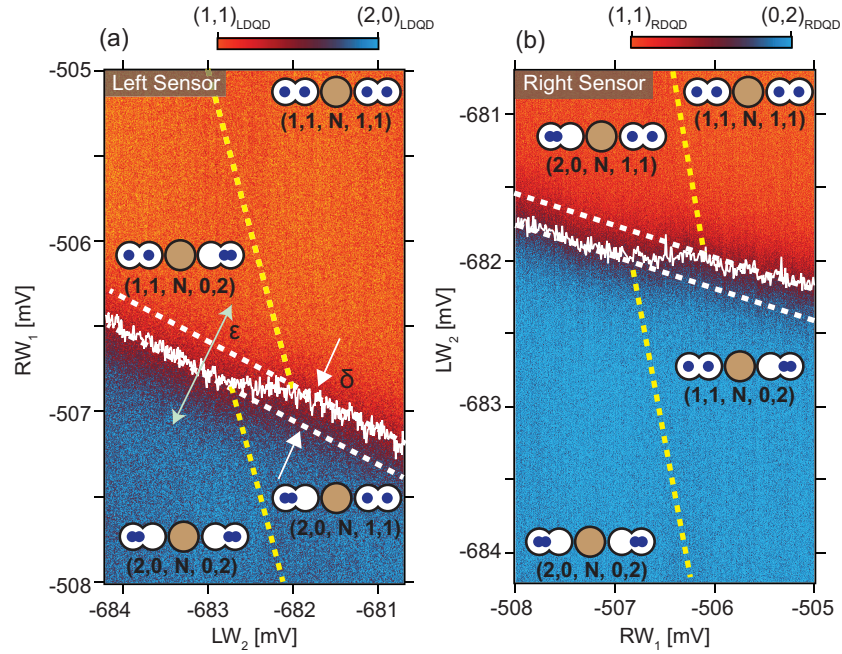 (a)
(1,1)LDQD
(2,0)LDQD
Left Sensor
(1,1, N, 1,1)
(1,1, N, 0,2)
ε
δ
(2,0, N, 1,1)
(2,0, N, 0,2)
-505
-506
-507
-508
RW1 [mV]
-684
-683
-682
-681
LW2 [mV]
(b)
(1,1)RDQD
(0,2)RDQD
Right Sensor
(1,1, N, 1,1)
(2,0, N, 1,1)
(1,1, N, 0,2)
(2,0, N, 0,2)
-681
-682
-683
-684
LW2 [mV]
-508
-507
-506
-505
RW1 [mV]